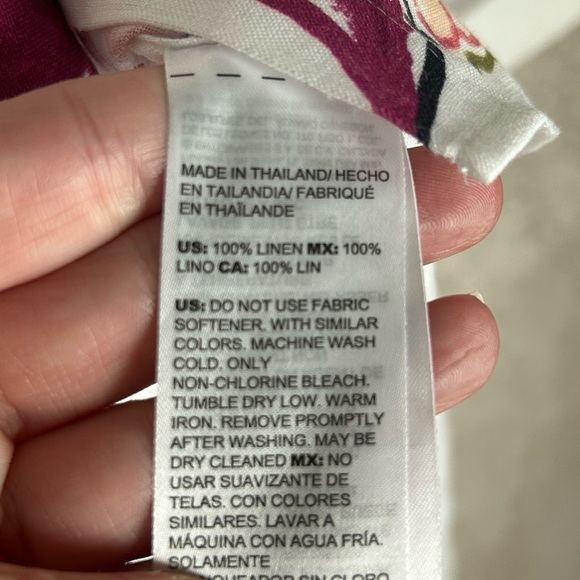 MADE IN THAILAND/ HECHO
EN TAILANDIA/ FABRIQUÉ
EN THAÏLANDE
US: 100% LINEN MX: 100%
LINO CA: 100% LIN
US: DO NOT USE FABRIC
SOFTENER. WITH SIMILAR
COLORS. MACHINE WASH
COLD. ONLY
NON-CHLORINE BLEACH.
TUMBLE DRY LOW. WARM
IRON. REMOVE PROMPTLY
AFTER WASHING. MAY BE
DRY CLEANED MX: NO
USAR SUAVIZANTE DE
TELAS. CON COLORES
SIMILARES. LAVAR A
MÁQUINA CON AGUA FRÍA.
SOLAMENTE
SIN CLORO